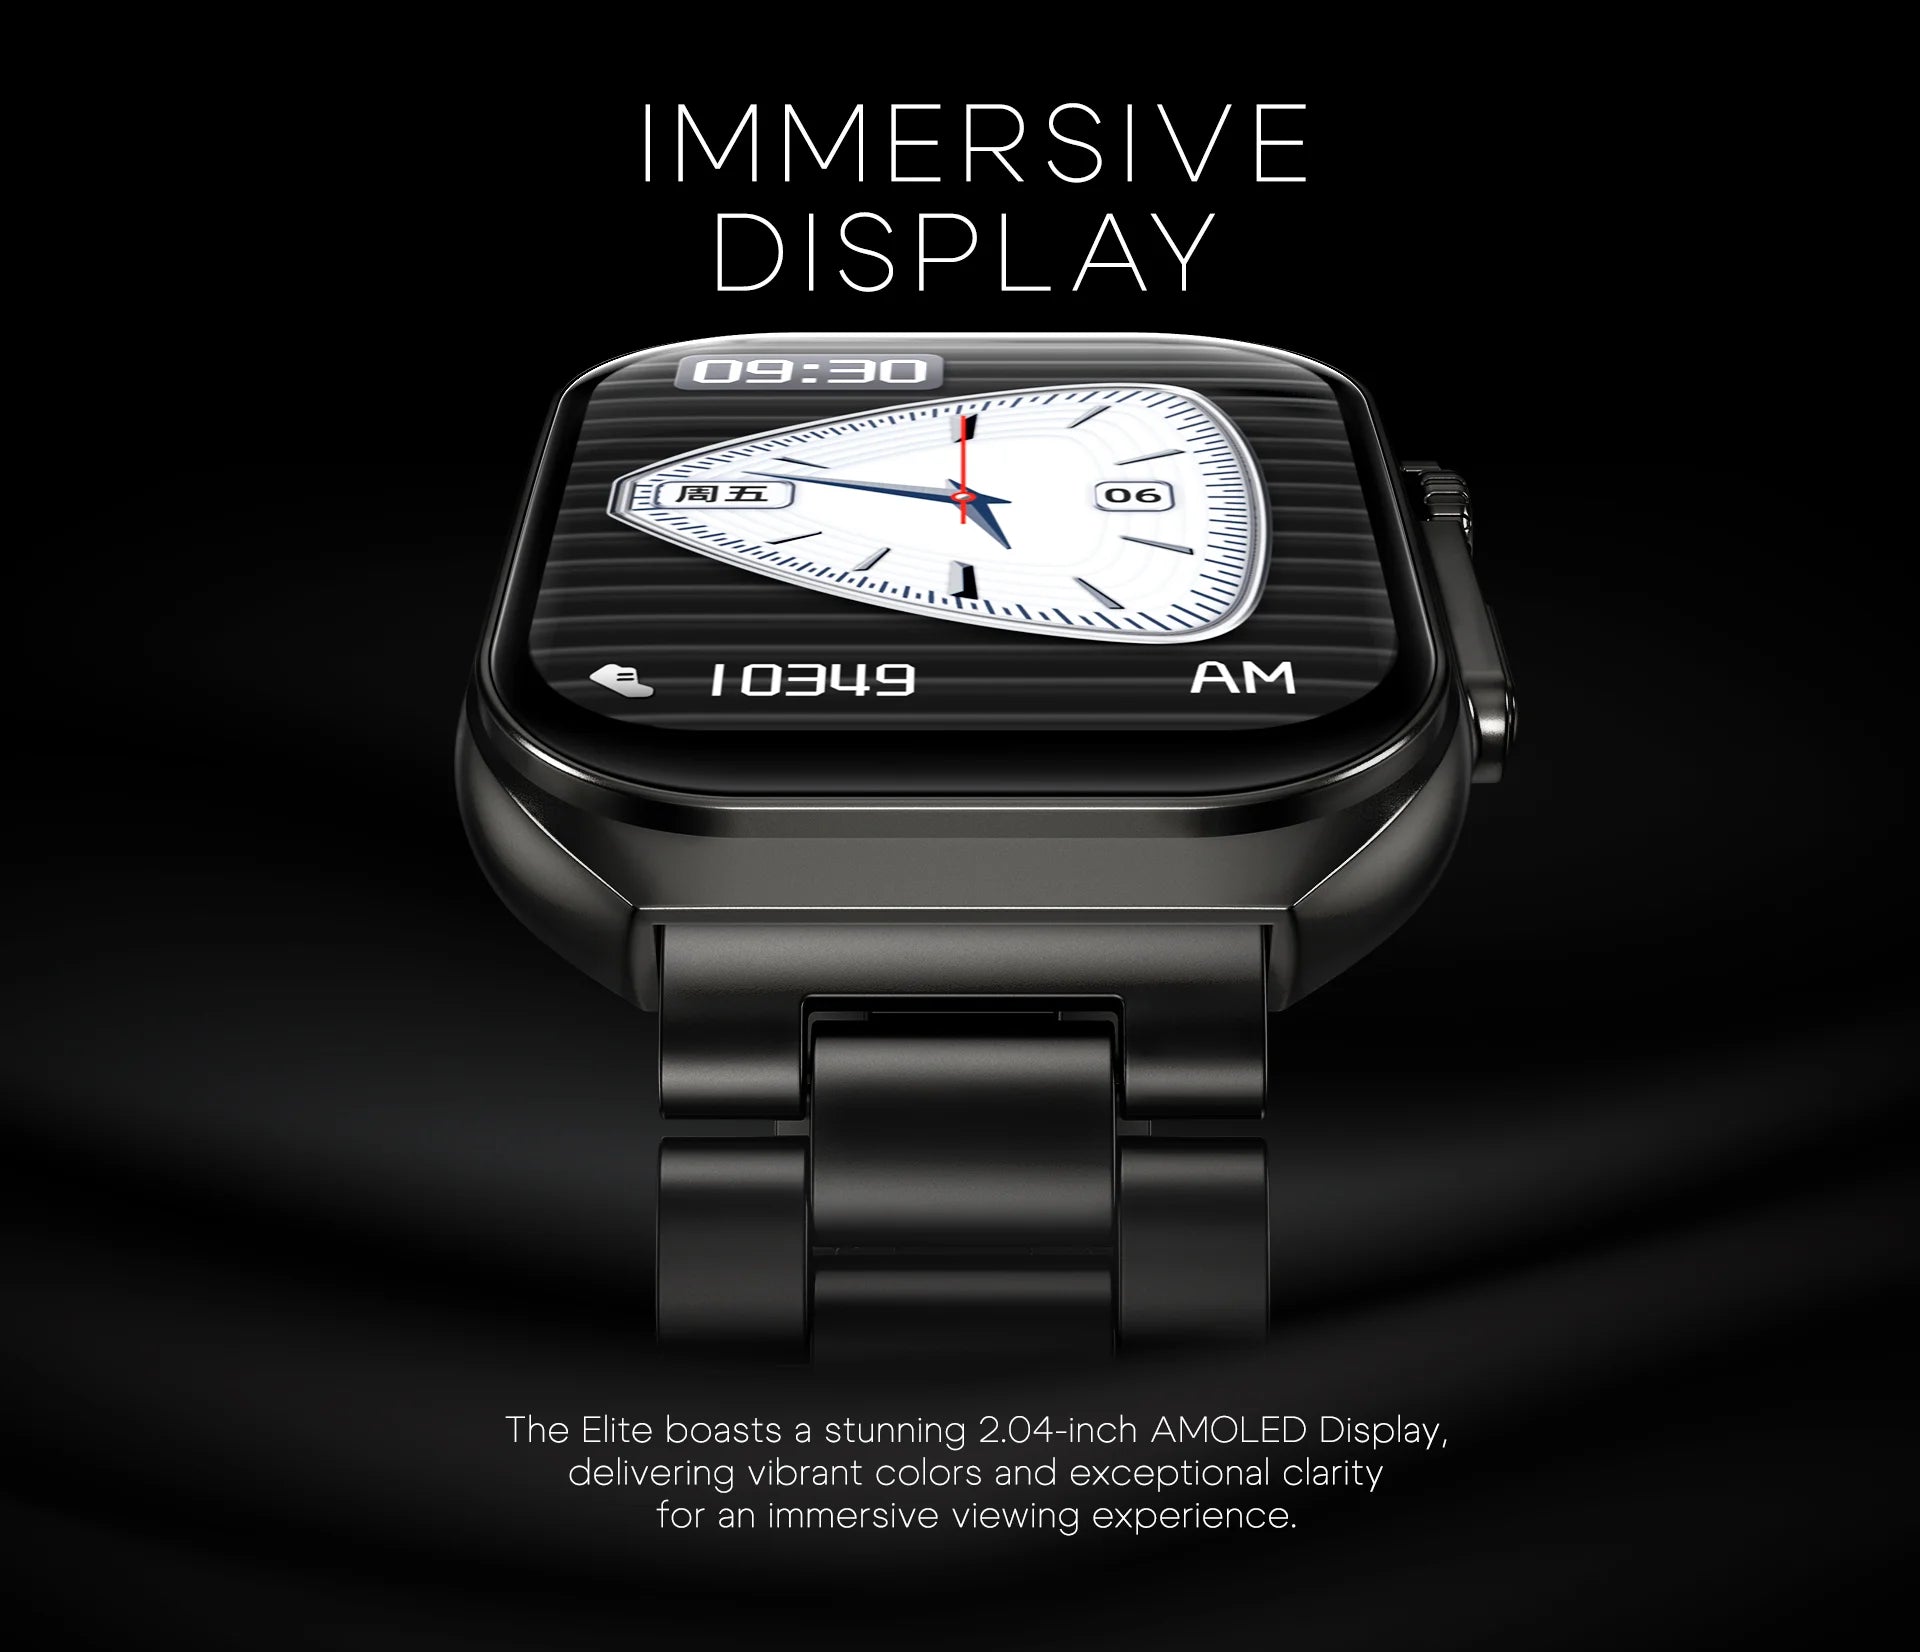 IMMERSIVE
DISPLAY
09:30
周五
06
10349
AM
The Elite boasts a stunning 2.04-inch AMOLED Display,
delivering vibrant colors and exceptional clarity
for an immersive viewing experience.